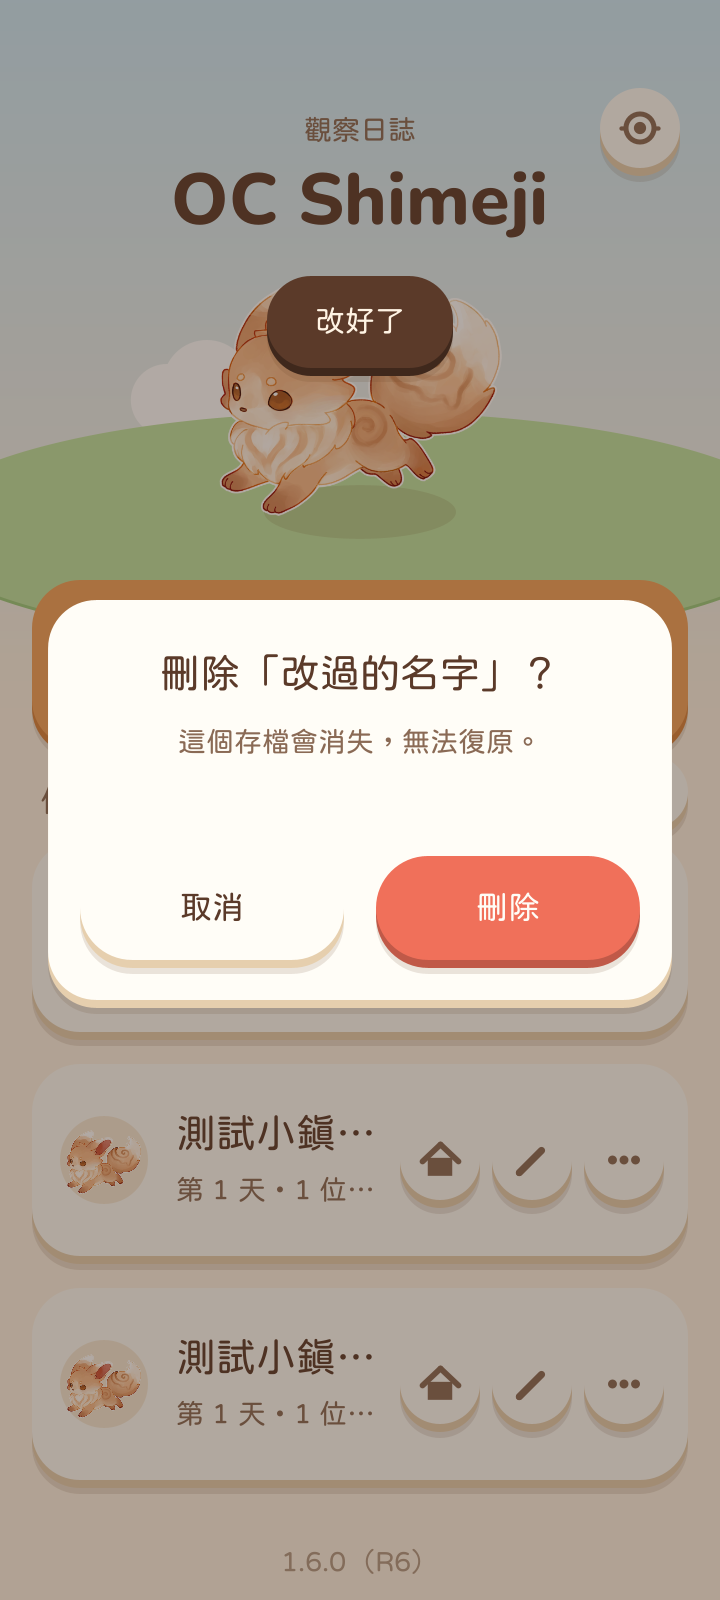 觀察日誌
OC Shimeji
改好了
刪除「改過的名字」？
這個存檔會消失，無法復原。
取消
刪除
測試小鎮…
第 1 天・1 位…
測試小鎮…
第 1 天・1 位…
1.6.0（R6）